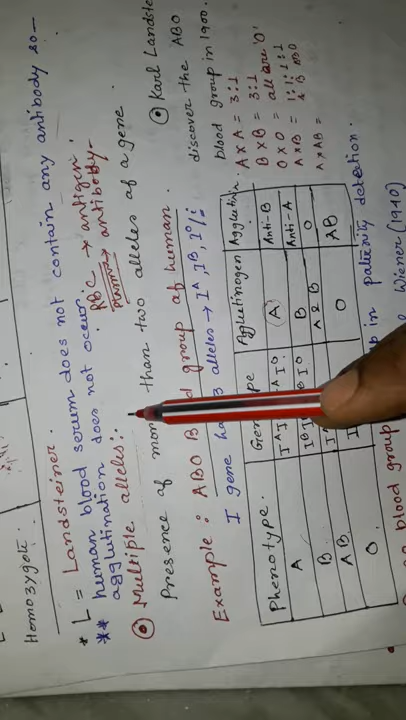 Homozygote.
* L = Landsteiner.
** human blood serum does not contain any antibody so—
agglutination does not occur.
RBC → antigen.
Plasma → antibody.
Multiple alleles:
Presence of more than two alleles of a gene.
Example: ABO Blood group of human.
I gene has 3 alleles → I^A, I^B, I^O
Karl Landste
discover the ABO
blood group in 1900.
A × A = 3:1
B × B = 3:1
O × O = all are 'O'
A × B = 1:1:1:1
A B AB O
A × AB =
Phenotype. Agglutinogen Agglutin.
A A Anti-B
B B Anti-A
AB A & B O
O. O AB
in paternity detection.
blood group Wiener (1940)